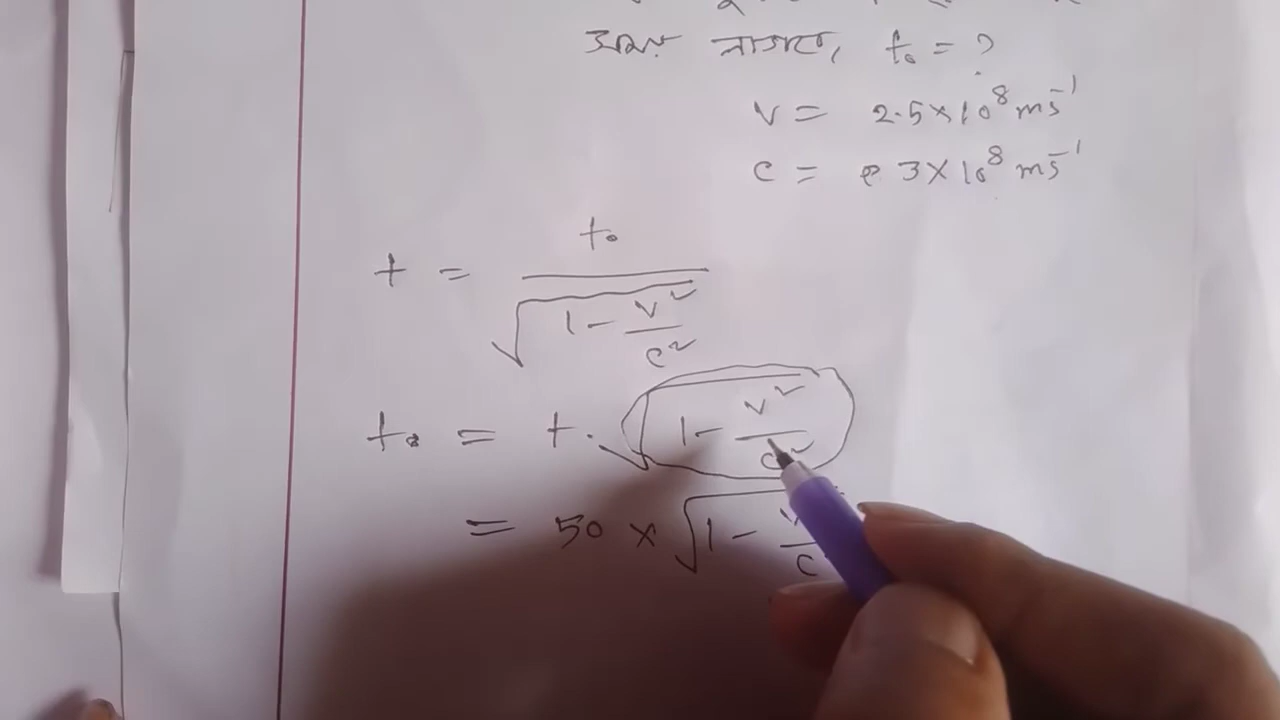 t₀ = ?
v = 2.5×10⁸ ms⁻¹
c = 3×10⁸ ms⁻¹
t = t₀ / √(1 - v²/c²)
t₀ = t. √(1 - v²/c²)
= 50 × √(1 - v/c